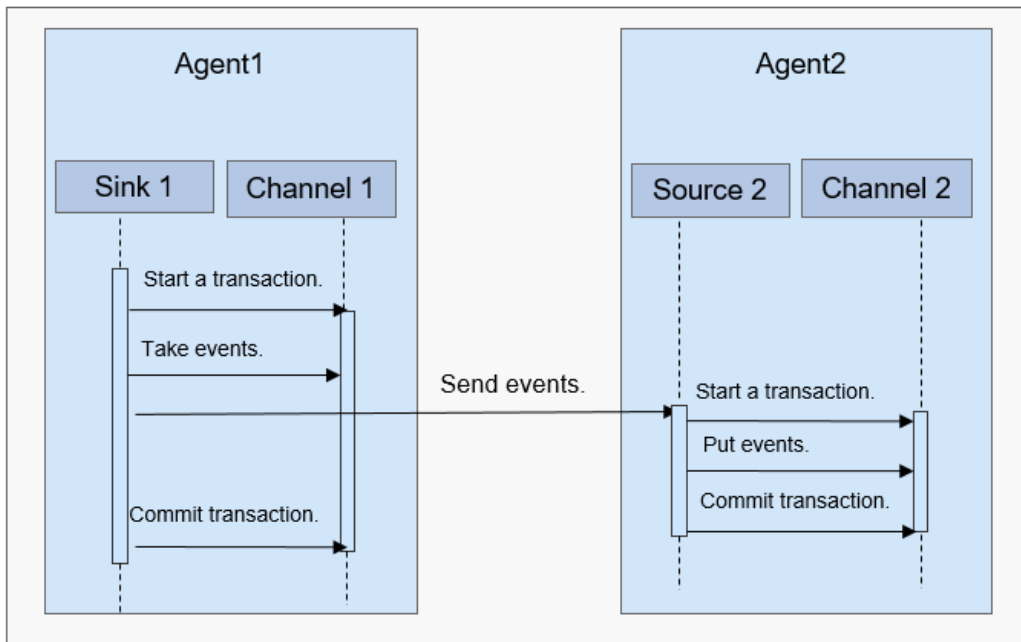 Agent1
Agent2
Sink 1
Channel 1
Source 2
Channel 2
Start a transaction.
Take events.
Send events.
Start a transaction.
Put events.
Commit transaction.
Commit transaction.